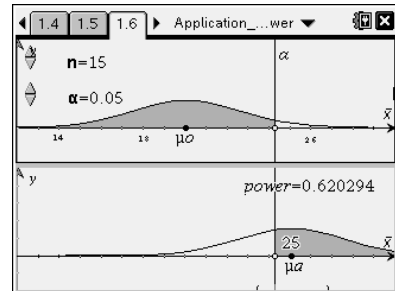 1.4 1.5 1.6 Application_...wer
y
n=15
α
α=0.05
x̄
14 18 μo 26
y
power=0.620294
25
x̄
μa